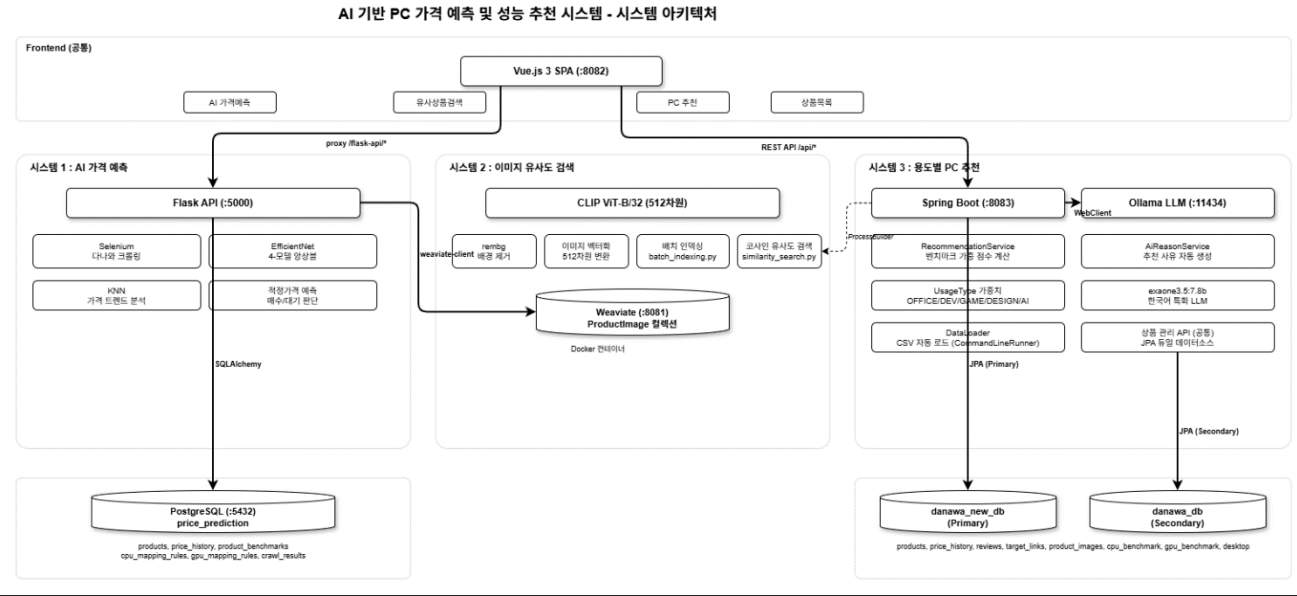 AI 기반 PC 가격 예측 및 성능 추천 시스템 - 시스템 아키텍처
Frontend (공통)
Vue.js 3 SPA (:8082)
AI 가격예측
유사상품검색
PC 추천
상품목록
proxy /flask-api/*
REST API /api/*
시스템 1 : AI 가격 예측
Flask API (:5000)
Selenium
다나와 크롤링
EfficientNet
4-모델 앙상블
KNN
가격 트렌드 분석
적정가격 예측
매수/대기 판단
SQLAlchemy
weaviate-client
시스템 2 : 이미지 유사도 검색
CLIP ViT-B/32 (512차원)
rembg
배경 제거
이미지 벡터화
512차원 변환
배치 인덱싱
batch_indexing.py
코사인 유사도 검색
similarity_search.py
Weaviate (:8081)
ProductImage 컬렉션
Docker 컨테이너
ProcessBuilder
시스템 3 : 용도별 PC 추천
Spring Boot (:8083)
WebClient
Ollama LLM (:11434)
RecommendationService
벤치마크 가중 점수 계산
AiReasonService
추천 사유 자동 생성
UsageType 가중치
OFFICE/DEV/GAME/DESIGN/AI
exaone3.5:7.8b
한국어 특화 LLM
DataLoader
CSV 자동 로드 (CommandLineRunner)
상품 관리 API (공통)
JPA 듀얼 데이터소스
JPA (Primary)
JPA (Secondary)
PostgreSQL (:5432)
price_prediction
products, price_history, product_benchmarks
cpu_mapping_rules, gpu_mapping_rules, crawl_results
danawa_new_db
(Primary)
danawa_db
(Secondary)
products, price_history, reviews, target_links, product_images, cpu_benchmark, gpu_benchmark, desktop